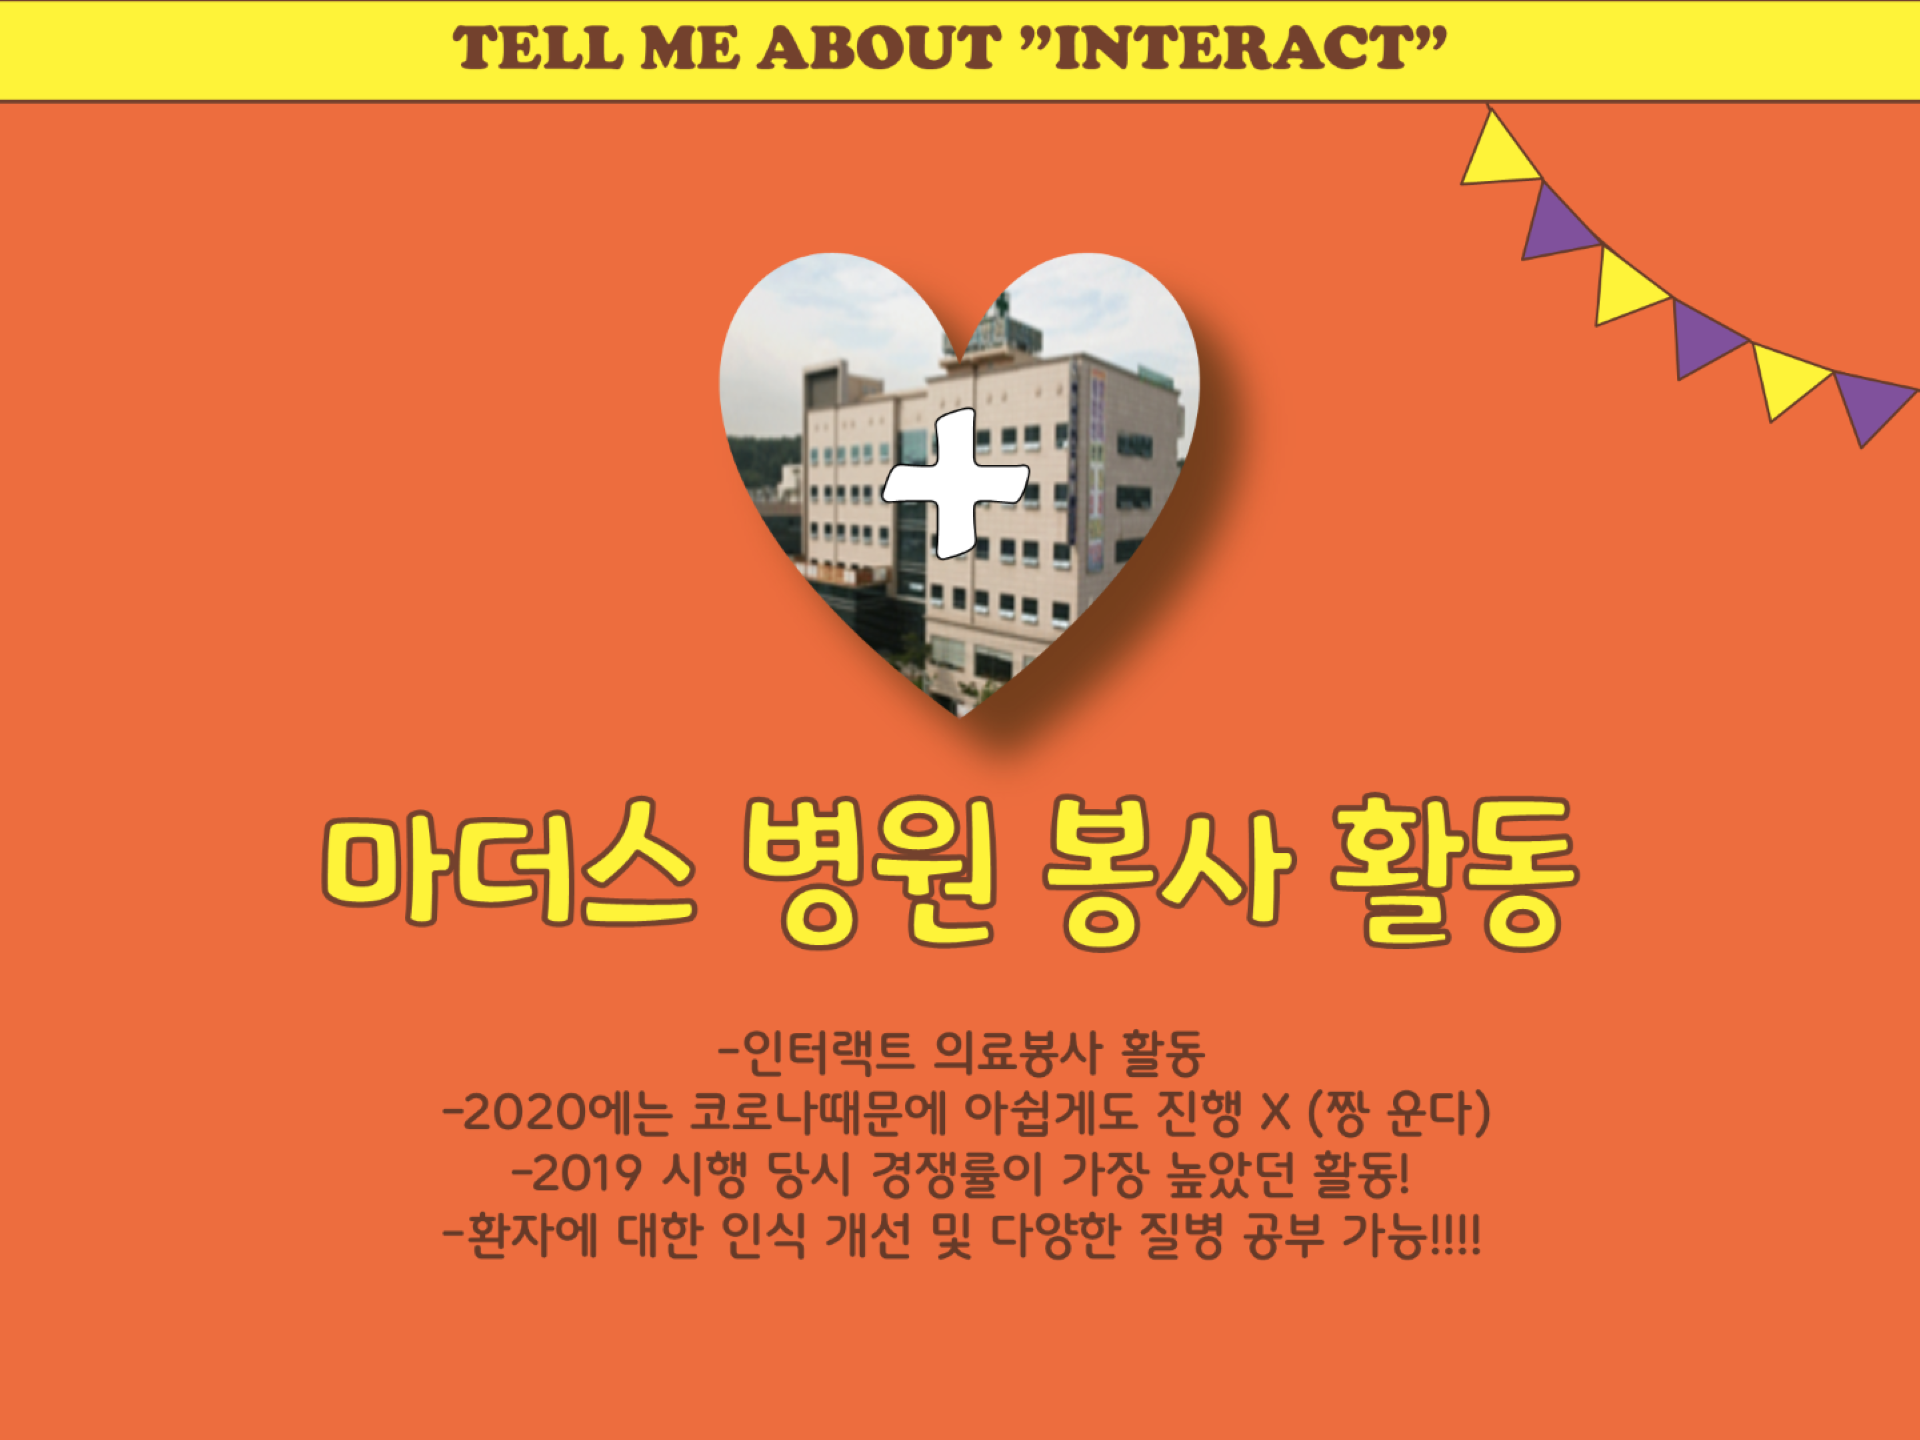 TELL ME ABOUT ”INTERACT”
마더스 병원 봉사 활동
-인터랙트 의료봉사 활동
-2020에는 코로나때문에 아쉽게도 진행 X (짱 운다)
-2019 시행 당시 경쟁률이 가장 높았던 활동!
-환자에 대한 인식 개선 및 다양한 질병 공부 가능!!!!